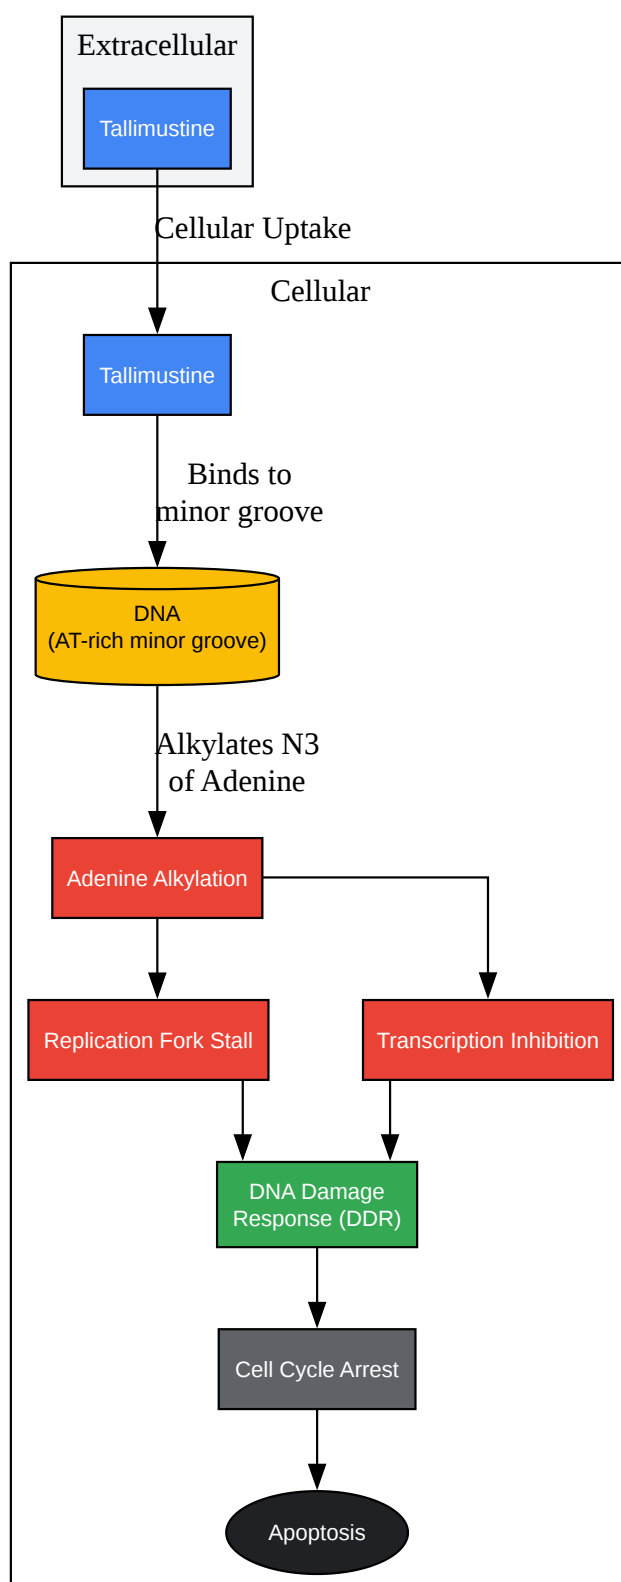 Extracellular
Tallimustine
Cellular Uptake
Cellular
Tallimustine
Binds to
minor groove
DNA
(AT-rich minor groove)
Alkylates N3
of Adenine
Adenine Alkylation
Replication Fork Stall
Transcription Inhibition
DNA Damage
Response (DDR)
Cell Cycle Arrest
Apoptosis